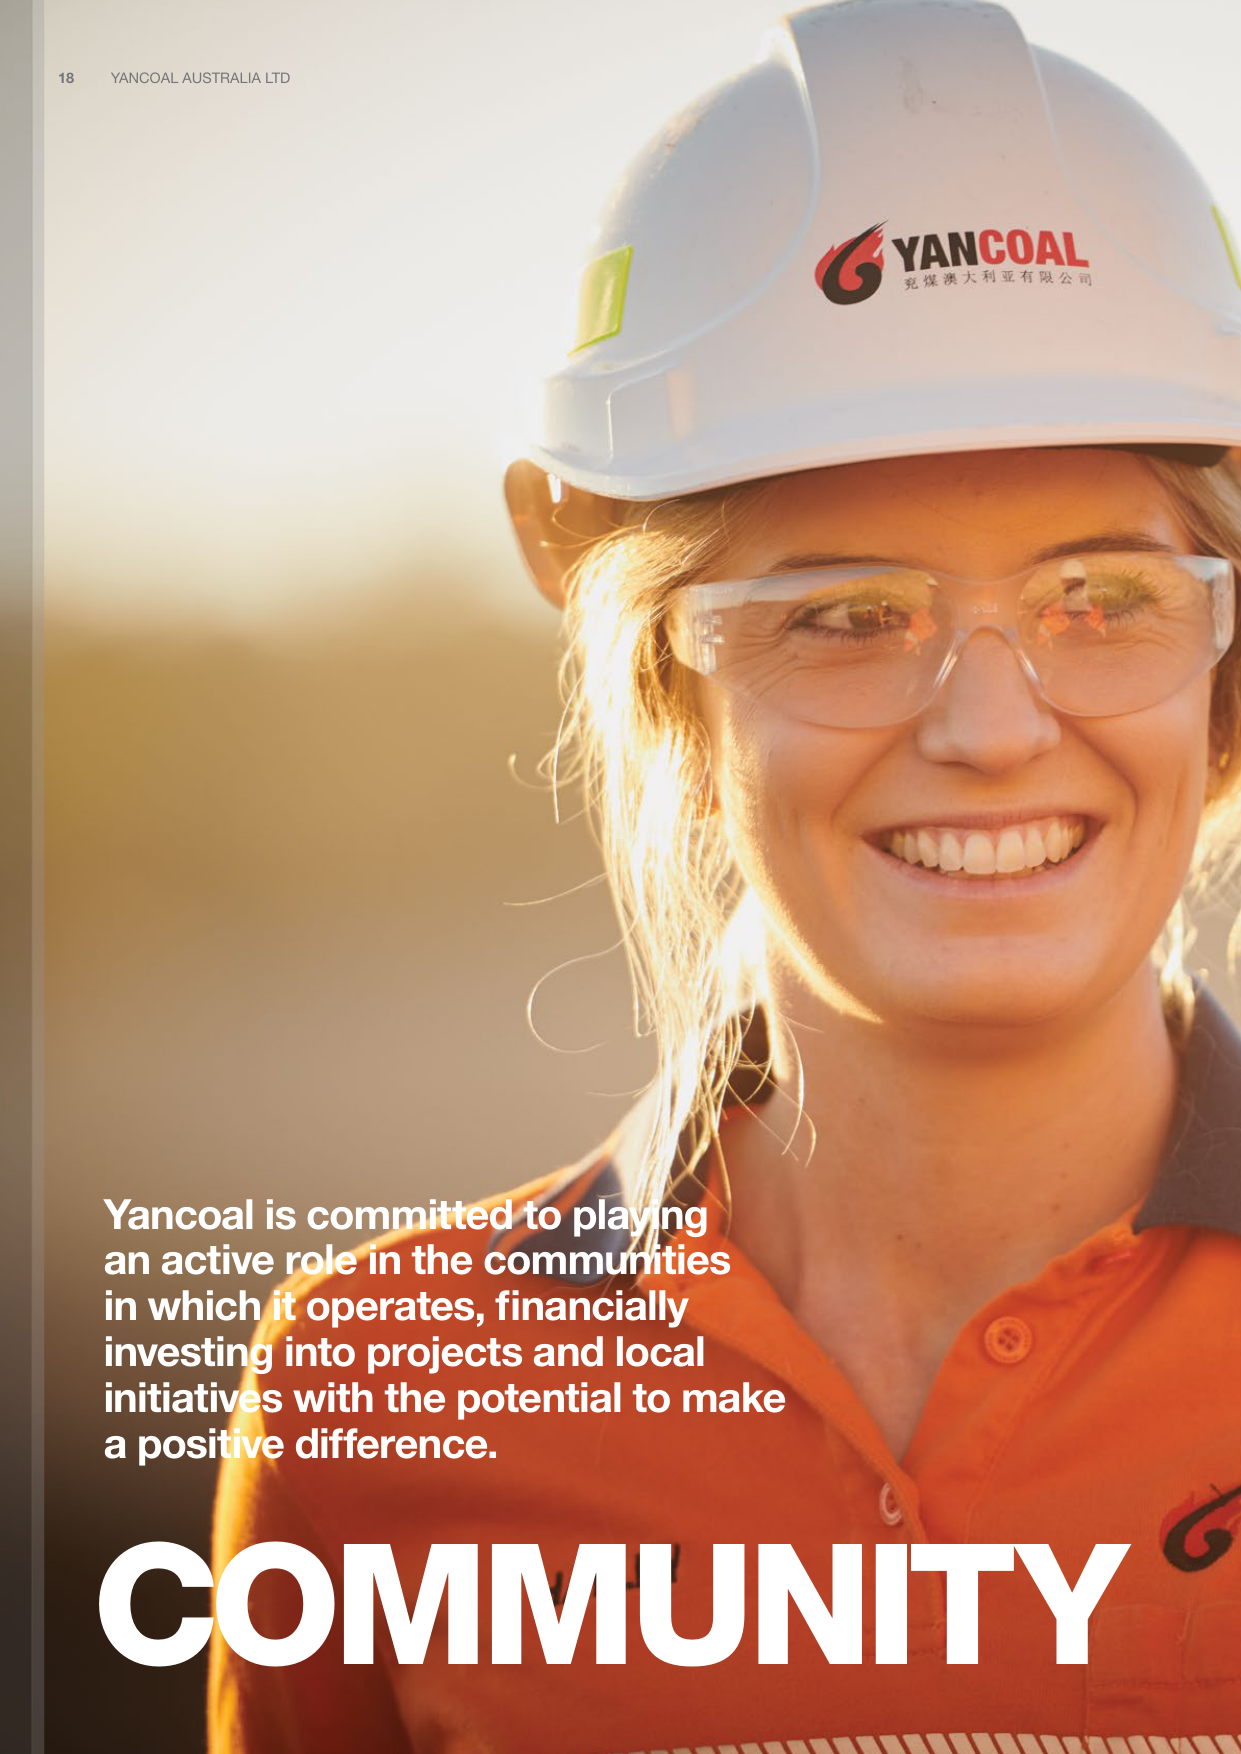 18 YANCOAL AUSTRALIA LTD
YANCOAL
兖煤澳大利亚有限公司
Yancoal is committed to playing
an active role in the communities
in which it operates, financially
investing into projects and local
initiatives with the potential to make
a positive difference.
COMMUNITY